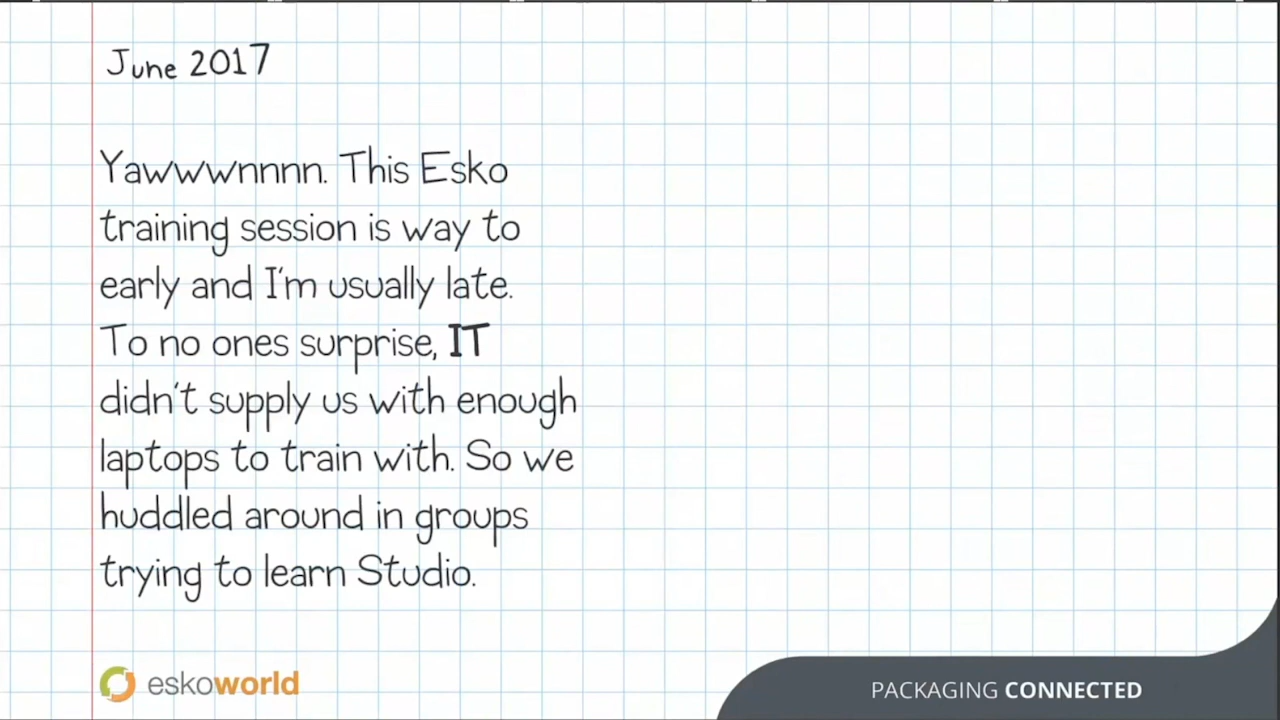 June 2017
Yawwwnnnn. This Esko
training session is way to
early and I'm usually late.
To no ones surprise, IT
didn't supply us with enough
laptops to train with. So we
huddled around in groups
trying to learn Studio.
eskoworld
PACKAGING CONNECTED